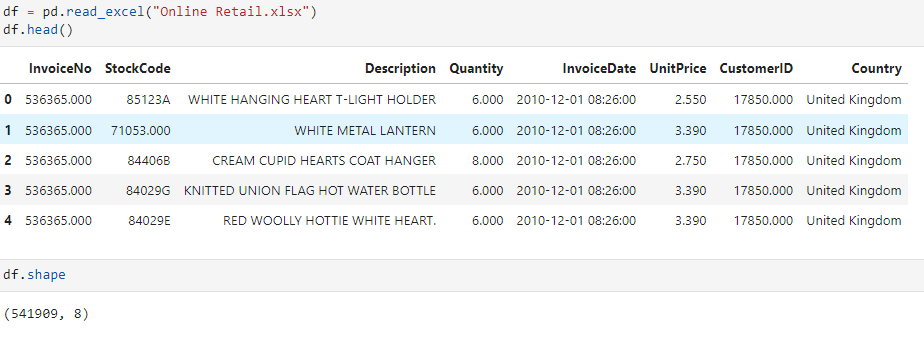 df = pd.read_excel("Online Retail.xlsx")
df.head()
InvoiceNo StockCode Description Quantity InvoiceDate UnitPrice CustomerID Country
0 536365.000 85123A WHITE HANGING HEART T-LIGHT HOLDER 6.000 2010-12-01 08:26:00 2.550 17850.000 United Kingdom
1 536365.000 71053.000 WHITE METAL LANTERN 6.000 2010-12-01 08:26:00 3.390 17850.000 United Kingdom
2 536365.000 84406B CREAM CUPID HEARTS COAT HANGER 8.000 2010-12-01 08:26:00 2.750 17850.000 United Kingdom
3 536365.000 84029G KNITTED UNION FLAG HOT WATER BOTTLE 6.000 2010-12-01 08:26:00 3.390 17850.000 United Kingdom
4 536365.000 84029E RED WOOLLY HOTTIE WHITE HEART. 6.000 2010-12-01 08:26:00 3.390 17850.000 United Kingdom
df.shape
(541909, 8)